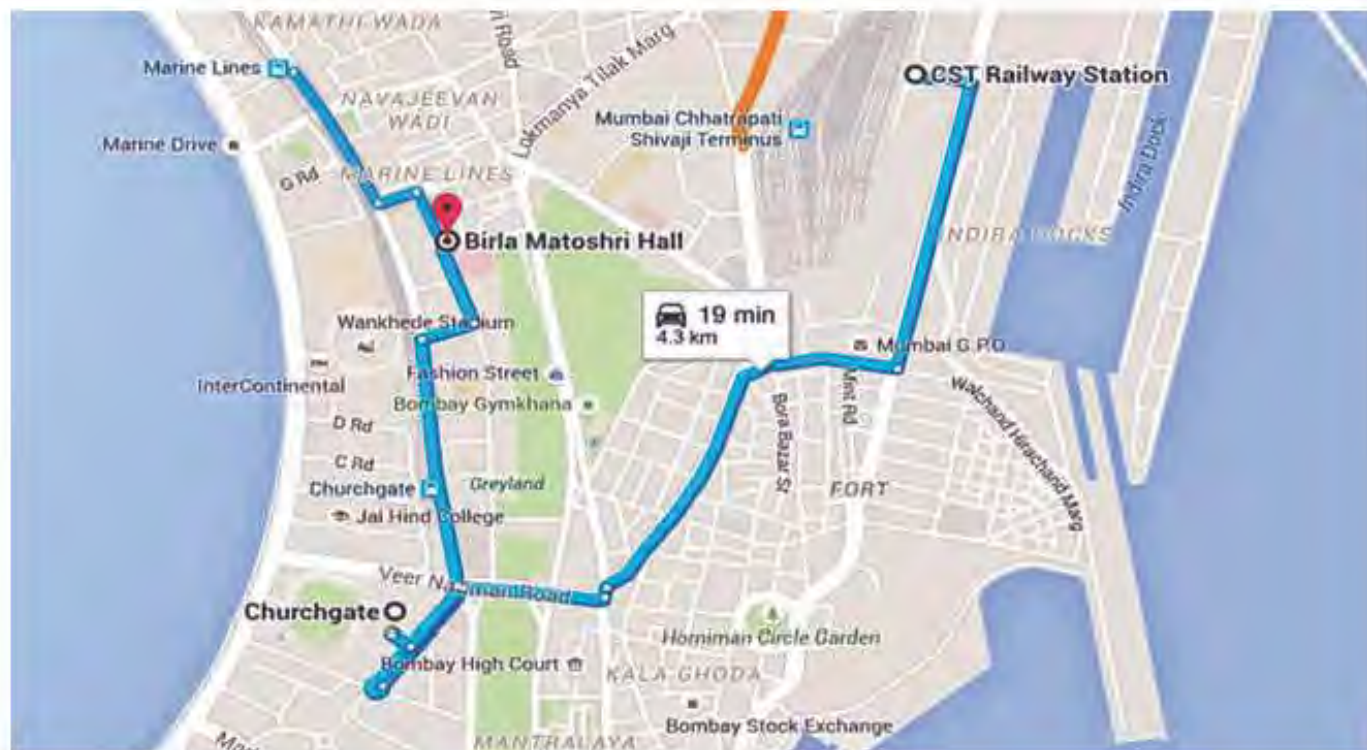 KAMATHI WADA
Marine Lines
NAVAJEEVAN
WADI
Marine Drive
G Rd
MARINE LINES
Lokmanya Tilak Marg
ri Road
Mumbai Chhatrapati
Shivaji Terminus
CST Railway Station
Indira Dock
INDIRA DOCKS
Birla Matoshri Hall
19 min
4.3 km
Wankhede Stadium
InterContinental
Fashion Street
Bombay Gymkhana
Mumbai G.P.O
Mint Rd
Bora Bazar St
Walchand Hirachand Marg
D Rd
C Rd
Churchgate
Greyland
FORT
Jai Hind College
Veer Nariman Road
Churchgate
Horniman Circle Garden
Bombay High Court
KALA GHODA
Bombay Stock Exchange
MANTRALAYA